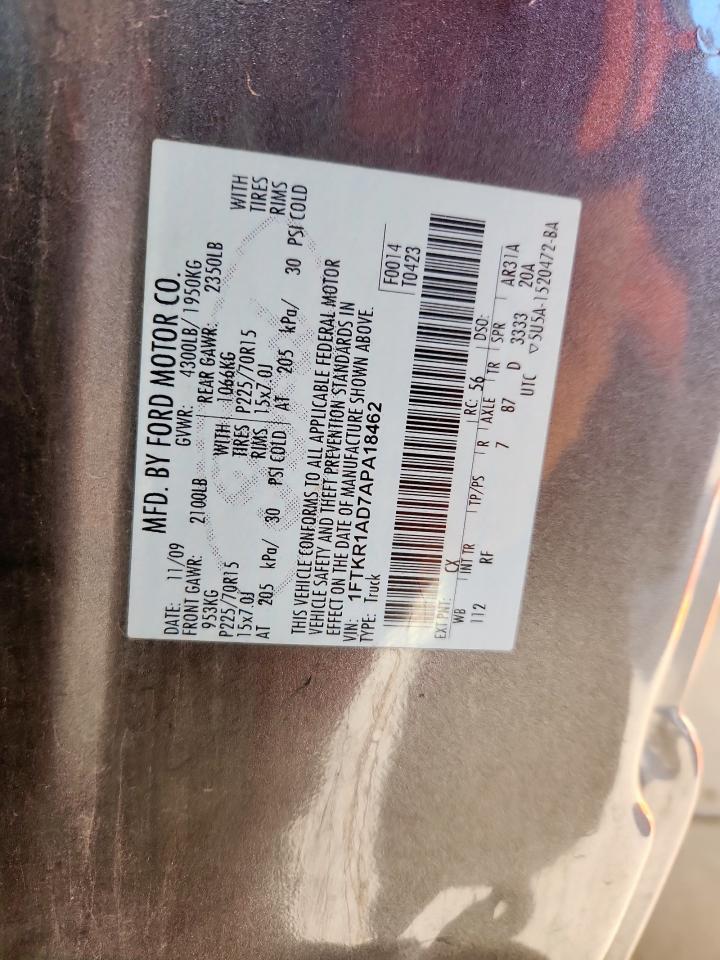 MFD. BY FORD MOTOR CO.
DATE: 11/09 GVWR: 4300LB/ 1950KG
FRONT GAWR: 2100LB REAR GAWR: 2350LB
953KG WITH 1066KG WITH
P225/70R15 TIRES P225/70R15 TIRES
15x7.0J RIMS 15x7.0J RIMS
AT 205 kPa/ 30 PSI COLD AT 205 kPa/ 30 PSI COLD
THIS VEHICLE CONFORMS TO ALL APPLICABLE FEDERAL MOTOR
VEHICLE SAFETY AND THEFT PREVENTION STANDARDS IN
EFFECT ON THE DATE OF MANUFACTURE SHOWN ABOVE.
VIN: 1FTKR1AD7APA18462 F0014
TYPE: Truck T0423
EXT PNT: CX RC: 56 DSO:
WB INT TR TP/PS R AXLE TR SPR
112 RF 7 87 D 3333 AR31A
20A
UTC ▽5U5A-1520472-BA